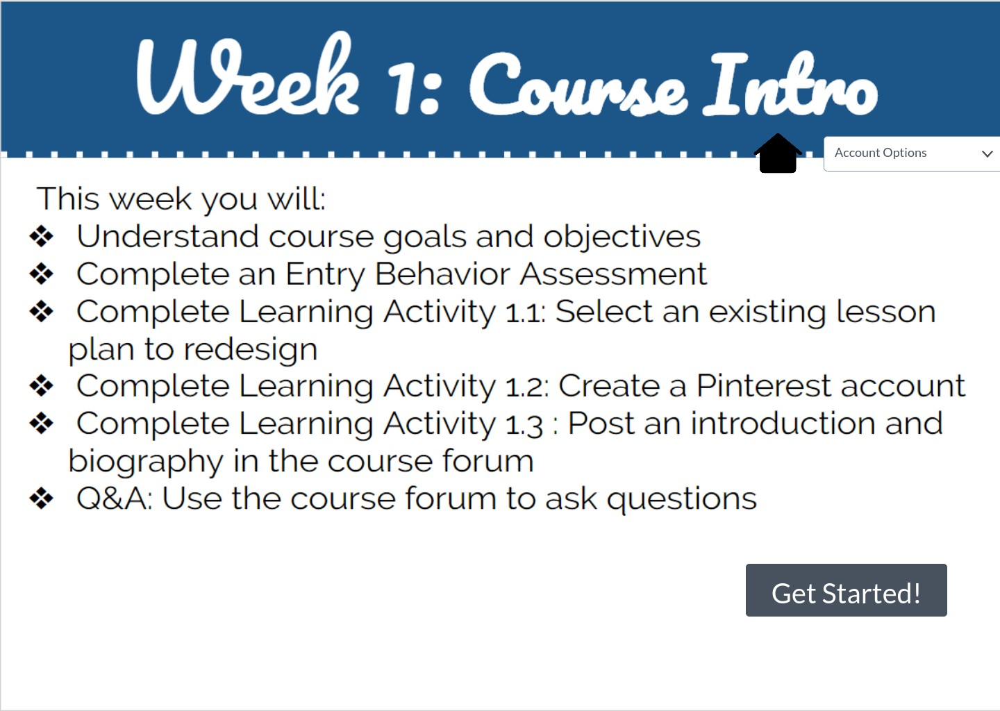 Week 1: Course Intro
Account Options
This week you will:
❖ Understand course goals and objectives
❖ Complete an Entry Behavior Assessment
❖ Complete Learning Activity 1.1: Select an existing lesson
plan to redesign
❖ Complete Learning Activity 1.2: Create a Pinterest account
❖ Complete Learning Activity 1.3 : Post an introduction and
biography in the course forum
❖ Q&A: Use the course forum to ask questions
Get Started!